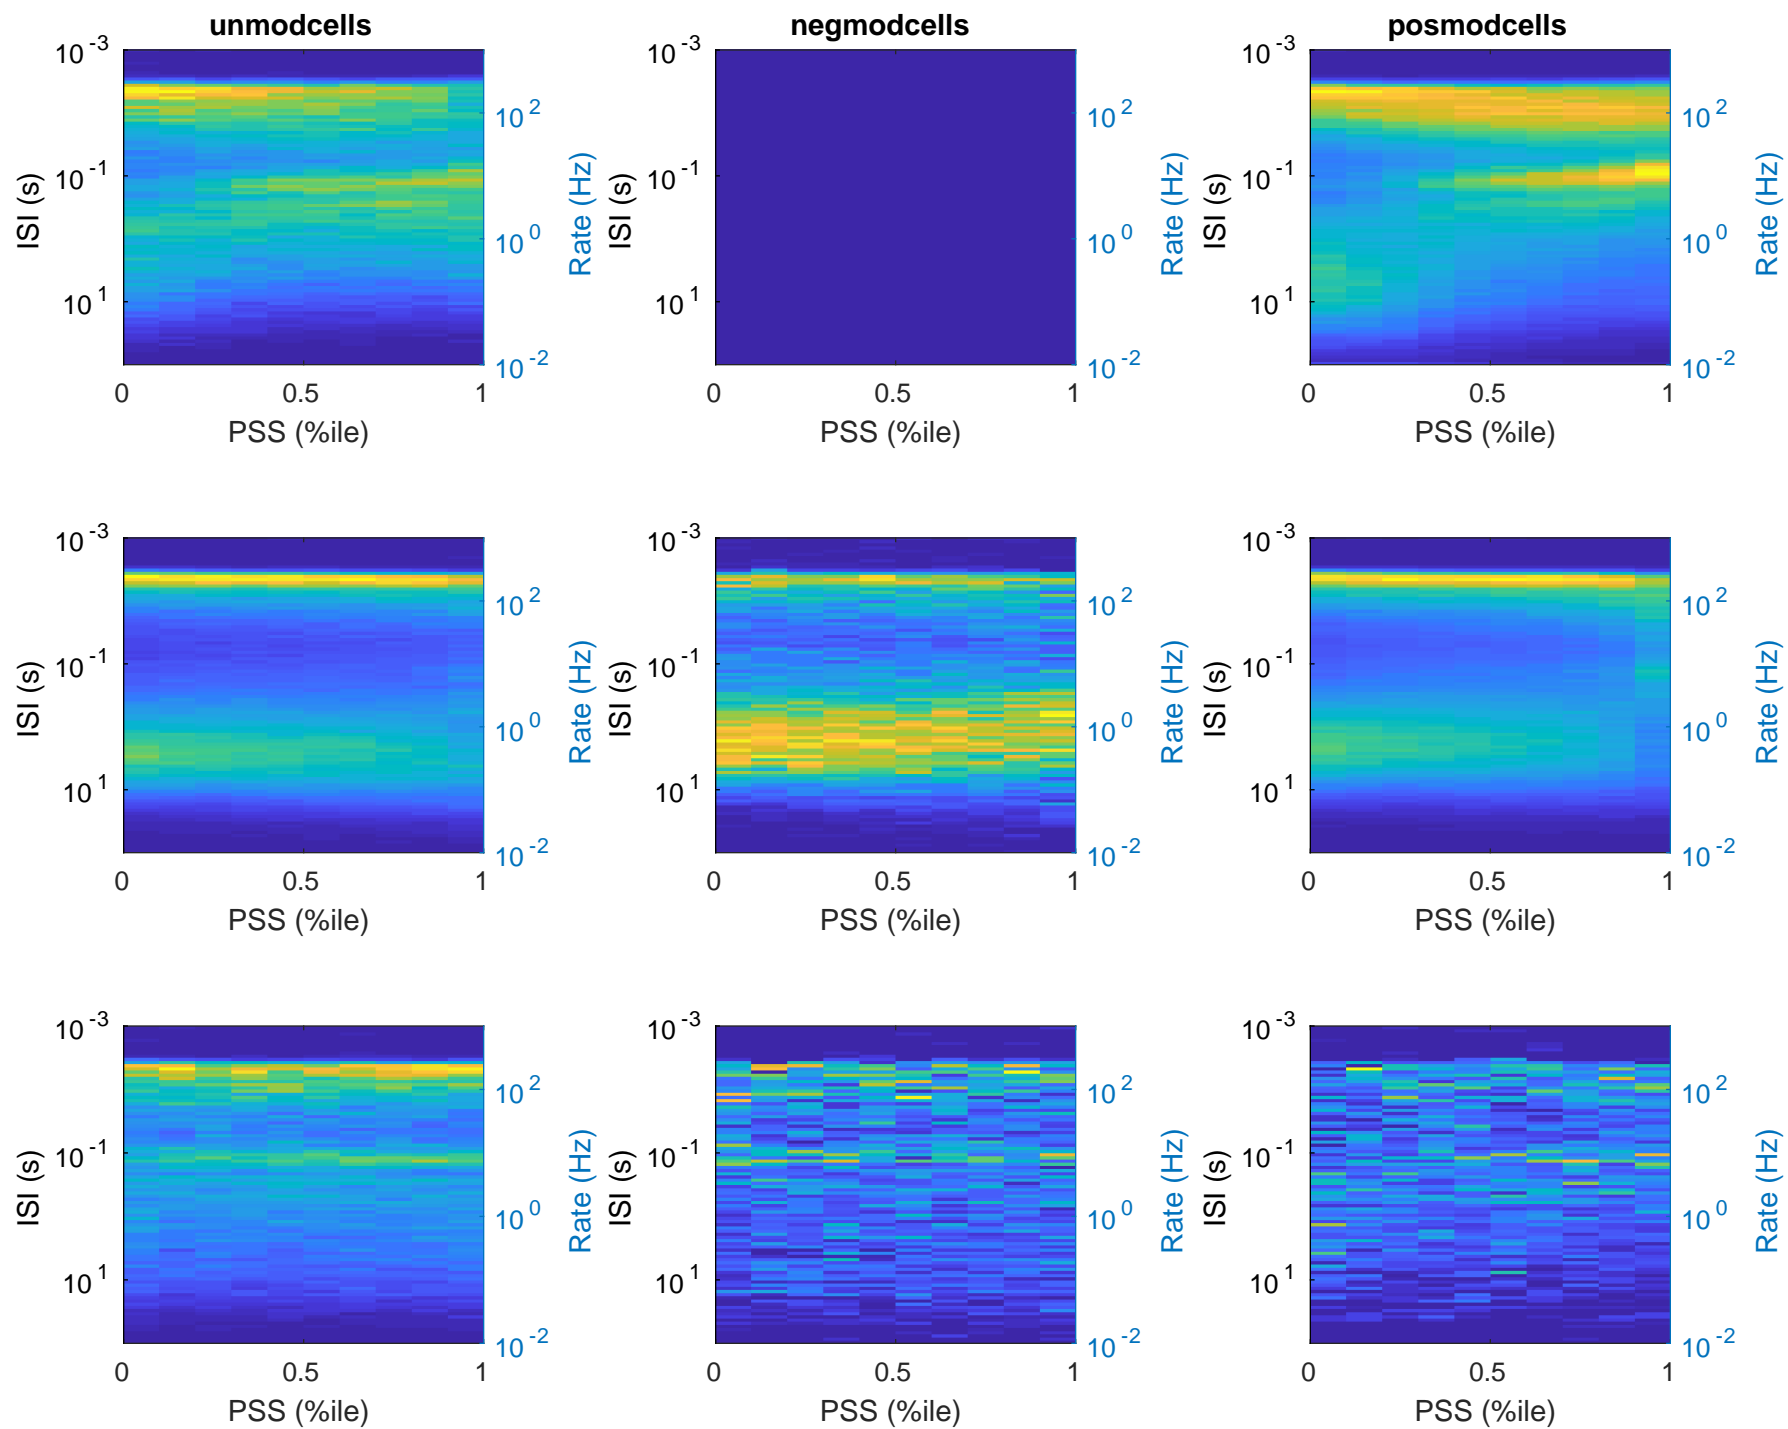 unmodcells negmodcells posmodcells
10^-3 10^-3 10^-3
10^2 10^2 10^2
10^-1 10^-1 10^-1
ISI (s) Rate (Hz) ISI (s) Rate (Hz) ISI (s) Rate (Hz)
10^0 10^0 10^0
10^1 10^1 10^1
10^-2 10^-2 10^-2
0 0.5 1 0 0.5 1 0 0.5 1
PSS (%ile) PSS (%ile) PSS (%ile)
10^-3 10^-3 10^-3
10^2 10^2 10^2
10^-1 10^-1 10^-1
ISI (s) Rate (Hz) ISI (s) Rate (Hz) ISI (s) Rate (Hz)
10^0 10^0 10^0
10^1 10^1 10^1
10^-2 10^-2 10^-2
0 0.5 1 0 0.5 1 0 0.5 1
PSS (%ile) PSS (%ile) PSS (%ile)
10^-3 10^-3 10^-3
10^2 10^2 10^2
10^-1 10^-1 10^-1
ISI (s) Rate (Hz) ISI (s) Rate (Hz) ISI (s) Rate (Hz)
10^0 10^0 10^0
10^1 10^1 10^1
10^-2 10^-2 10^-2
0 0.5 1 0 0.5 1 0 0.5 1
PSS (%ile) PSS (%ile) PSS (%ile)